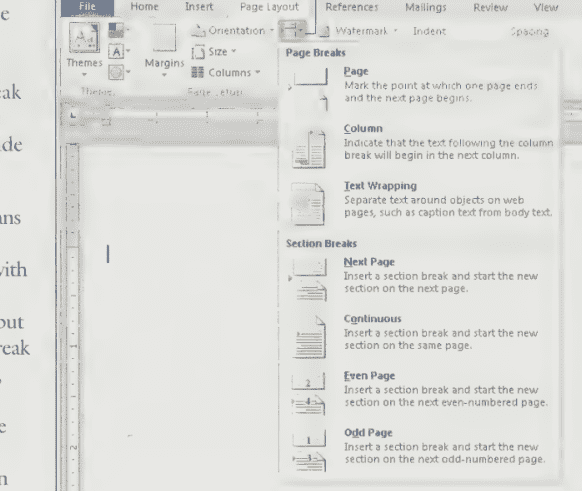 e
eak
ide
ans
with
out
reak
e
n
File Home Insert Page Layout References Mailings Review View
Themes
Margins
Orientation
Size
Columns
Watermark
Indent
Spacing
Page Breaks
Page
Mark the point at which one page ends
and the next page begins.
Column
Indicate that the text following the column
break will begin in the next column.
Text Wrapping
Separate text around objects on web
pages, such as caption text from body text.
Section Breaks
Next Page
Insert a section break and start the new
section on the next page.
Continuous
Insert a section break and start the new
section on the same page.
Even Page
Insert a section break and start the new
section on the next even-numbered page.
Odd Page
Insert a section break and start the new
section on the next odd-numbered page.